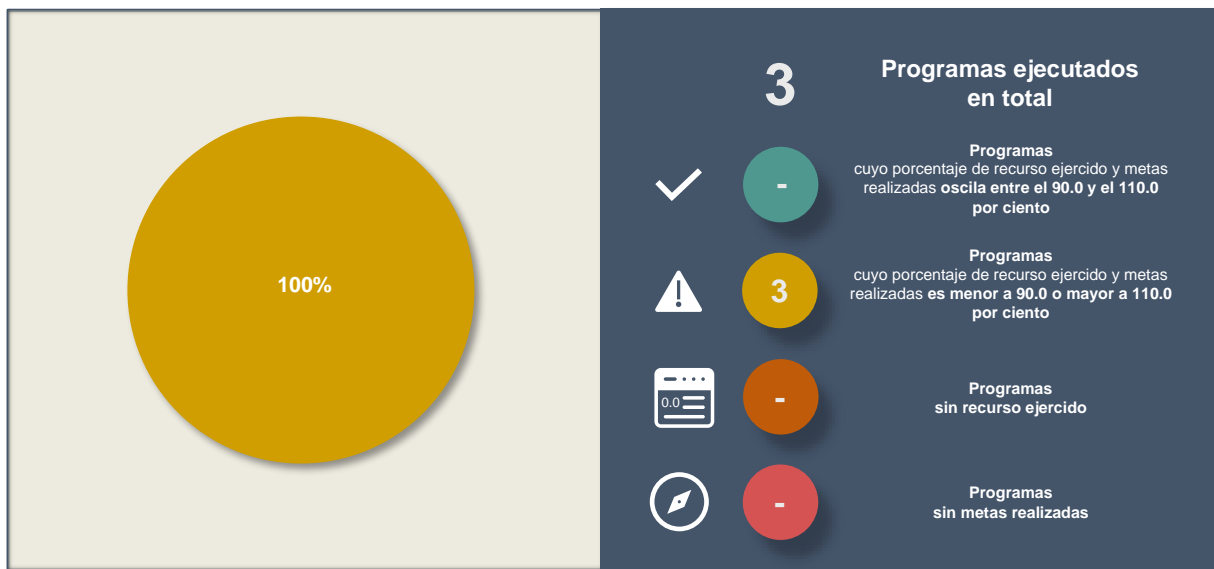 100%
3
Programas ejecutados
en total
-
Programas
cuyo porcentaje de recurso ejercido y metas
realizadas oscila entre el 90.0 y el 110.0
por ciento
3
Programas
cuyo porcentaje de recurso ejercido y metas
realizadas es menor a 90.0 o mayor a 110.0
por ciento
0.0
-
Programas
sin recurso ejercido
-
Programas
sin metas realizadas